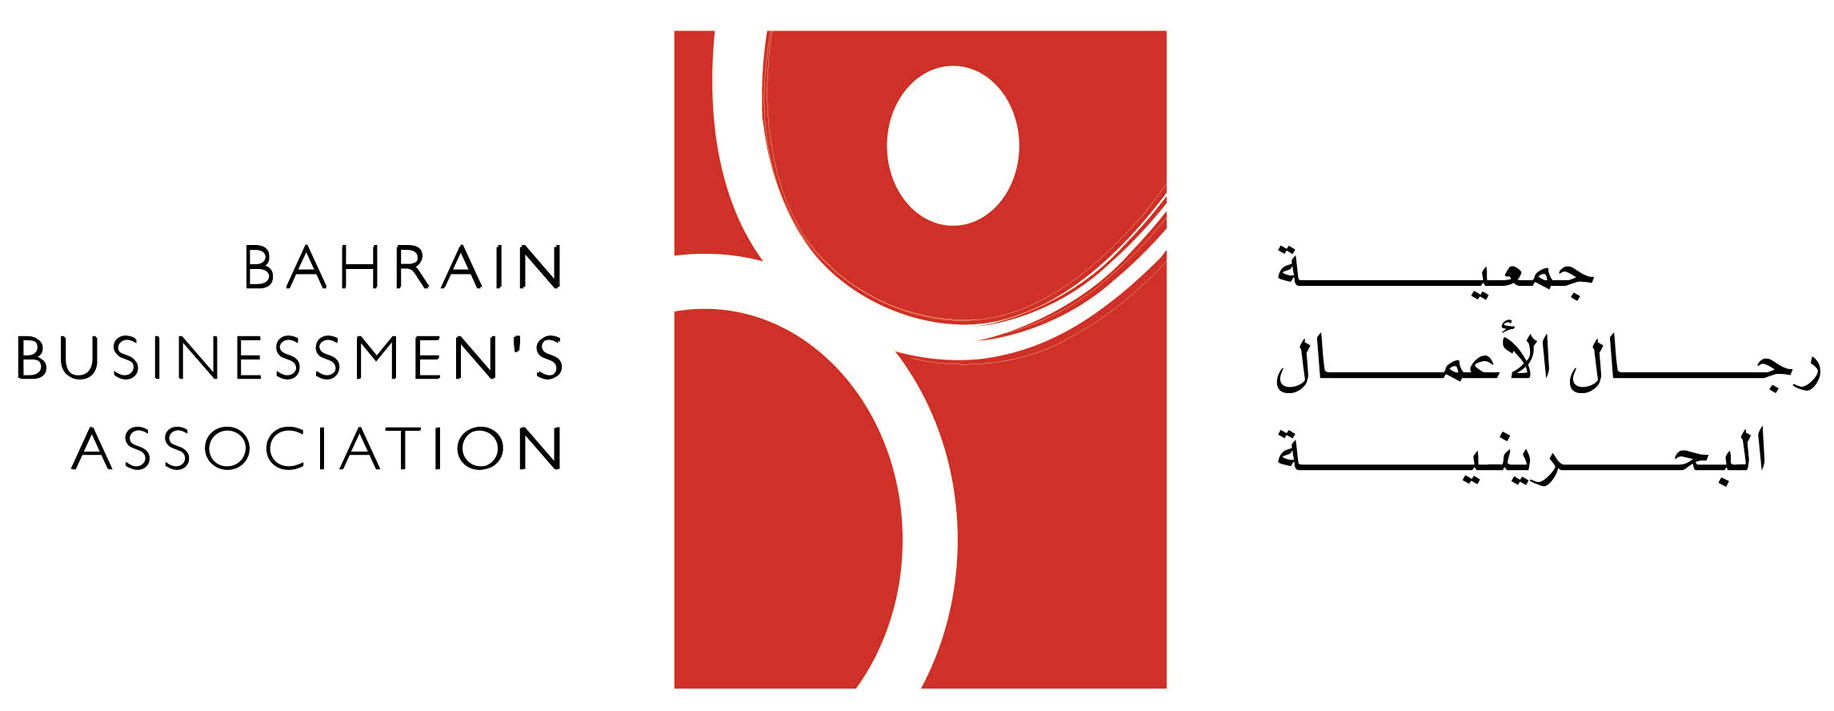 BAHRAIN
BUSINESSMEN'S
ASSOCIATION
جمعية
رجال الأعمال
البحرينية